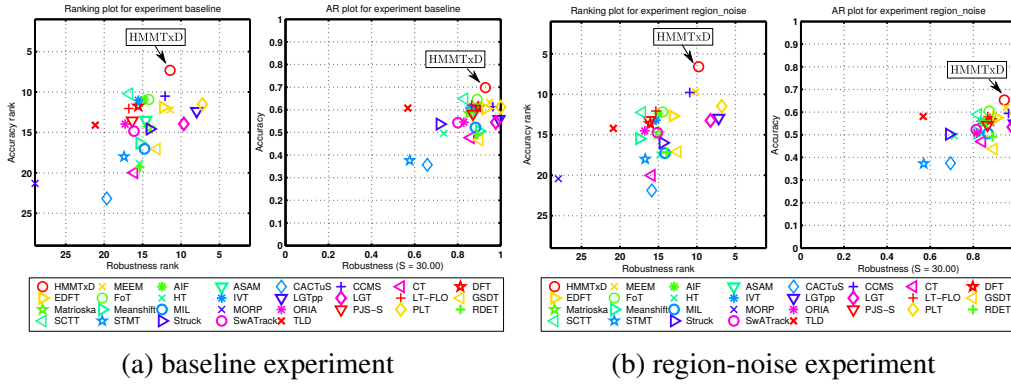 Ranking plot for experiment baseline
AR plot for experiment baseline
Ranking plot for experiment region_noise
AR plot for experiment region_noise
HMMTxD
HMMTxD
HMMTxD
HMMTxD
Accuracy rank
5
10
15
20
25
25
20
15
10
5
Robustness rank
Accuracy
1
0.9
0.8
0.7
0.6
0.5
0.4
0.3
0.2
0.1
0
0
0.2
0.4
0.6
0.8
1
Robustness (S = 30.00)
Accuracy rank
5
10
15
20
25
25
20
15
10
5
Robustness rank
Accuracy
1
0.9
0.8
0.7
0.6
0.5
0.4
0.3
0.2
0.1
0
0
0.2
0.4
0.6
0.8
Robustness (S = 30.00)
HMMTxD MEEM AIF ASAM CACTuS CCMS CT DFT
EDFT FoT HT IVT LGTpp LGT LT-FLO GSDT
Matrioska Meanshift MIL MORP ORIA PJS-S PLT RDET
SCTT STMT Struck SwATrack TLD
HMMTxD MEEM AIF ASAM CACTuS CCMS CT DFT
EDFT FoT HT IVT LGTpp LGT LT-FLO GSDT
Matrioska Meanshift MIL MORP ORIA PJS-S PLT RDET
SCTT STMT Struck SwATrack TLD
(a) baseline experiment
(b) region-noise experiment